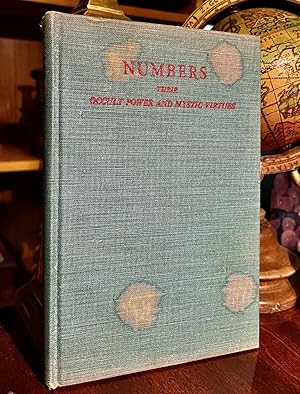 NUMBERS
THEIR
OCCULT POWER AND MYSTIC VIRTUES